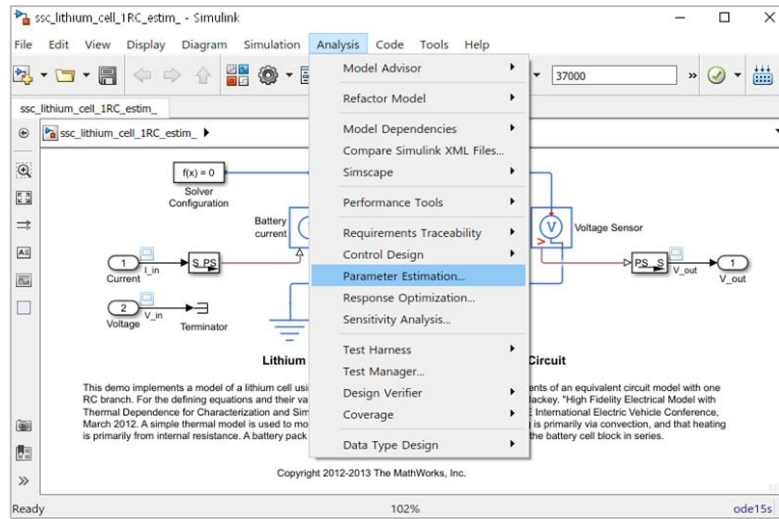 ssc_lithium_cell_1RC_estim_ - Simulink
File Edit View Display Diagram Simulation Analysis Code Tools Help
37000
ssc_lithium_cell_1RC_estim_
ssc_lithium_cell_1RC_estim_
Model Advisor
Refactor Model
Model Dependencies
Compare Simulink XML Files...
Simscape
Performance Tools
Requirements Traceability
Control Design
Parameter Estimation...
Response Optimization...
Sensitivity Analysis...
Test Harness
Test Manager...
Design Verifier
Coverage
Data Type Design
f(x) = 0
Solver
Configuration
Battery
current
V
Voltage Sensor
1
I_in
S PS
Current
2
V_in
Voltage
Terminator
PS S
V_out
1
V_out
Lithium Circuit
This demo implements a model of a lithium cell usi ents of an equivalent circuit model with one
RC branch. For the defining equations and their va lackey. "High Fidelity Electrical Model with
Thermal Dependence for Characterization and Sim International Electric Vehicle Conference,
March 2012. A simple thermal model is used to mo is primarily via convection, and that heating
is primarily from internal resistance. A battery pack the battery cell block in series.
Copyright 2012-2013 The MathWorks, Inc.
Ready 102% ode15s